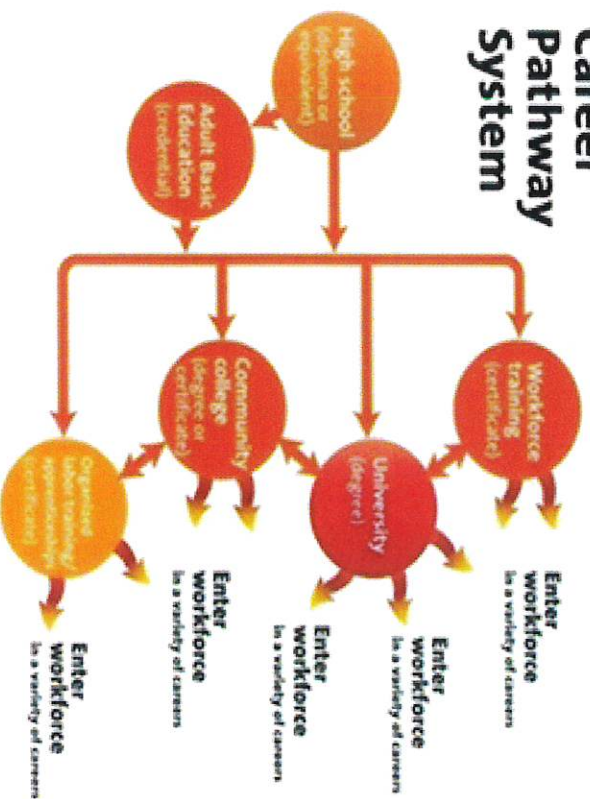 Career
Pathway
System
High school
(diploma or
equivalent)
Adult Basic
Education
(credential)
Workforce
training
(certificate)
University
(degree)
Community
college
(degree or
certificate)
Organized
labor training/
apprenticeships
(certificate)
Enter
workforce
in a variety of careers
Enter
workforce
in a variety of careers
Enter
workforce
in a variety of careers
Enter
workforce
in a variety of careers
Enter
workforce
in a variety of careers